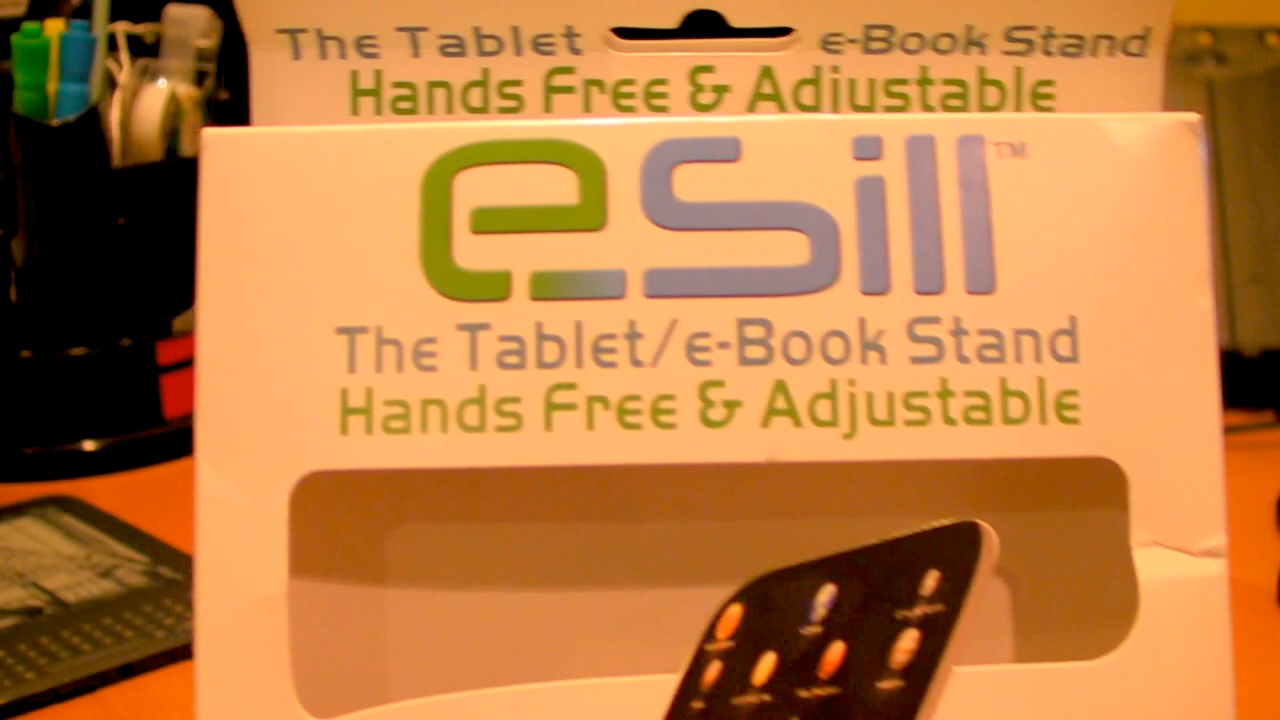 The Tablet e-Book Stand
Hands Free & Adjustable
eSill™
The Tablet/e-Book Stand
Hands Free & Adjustable